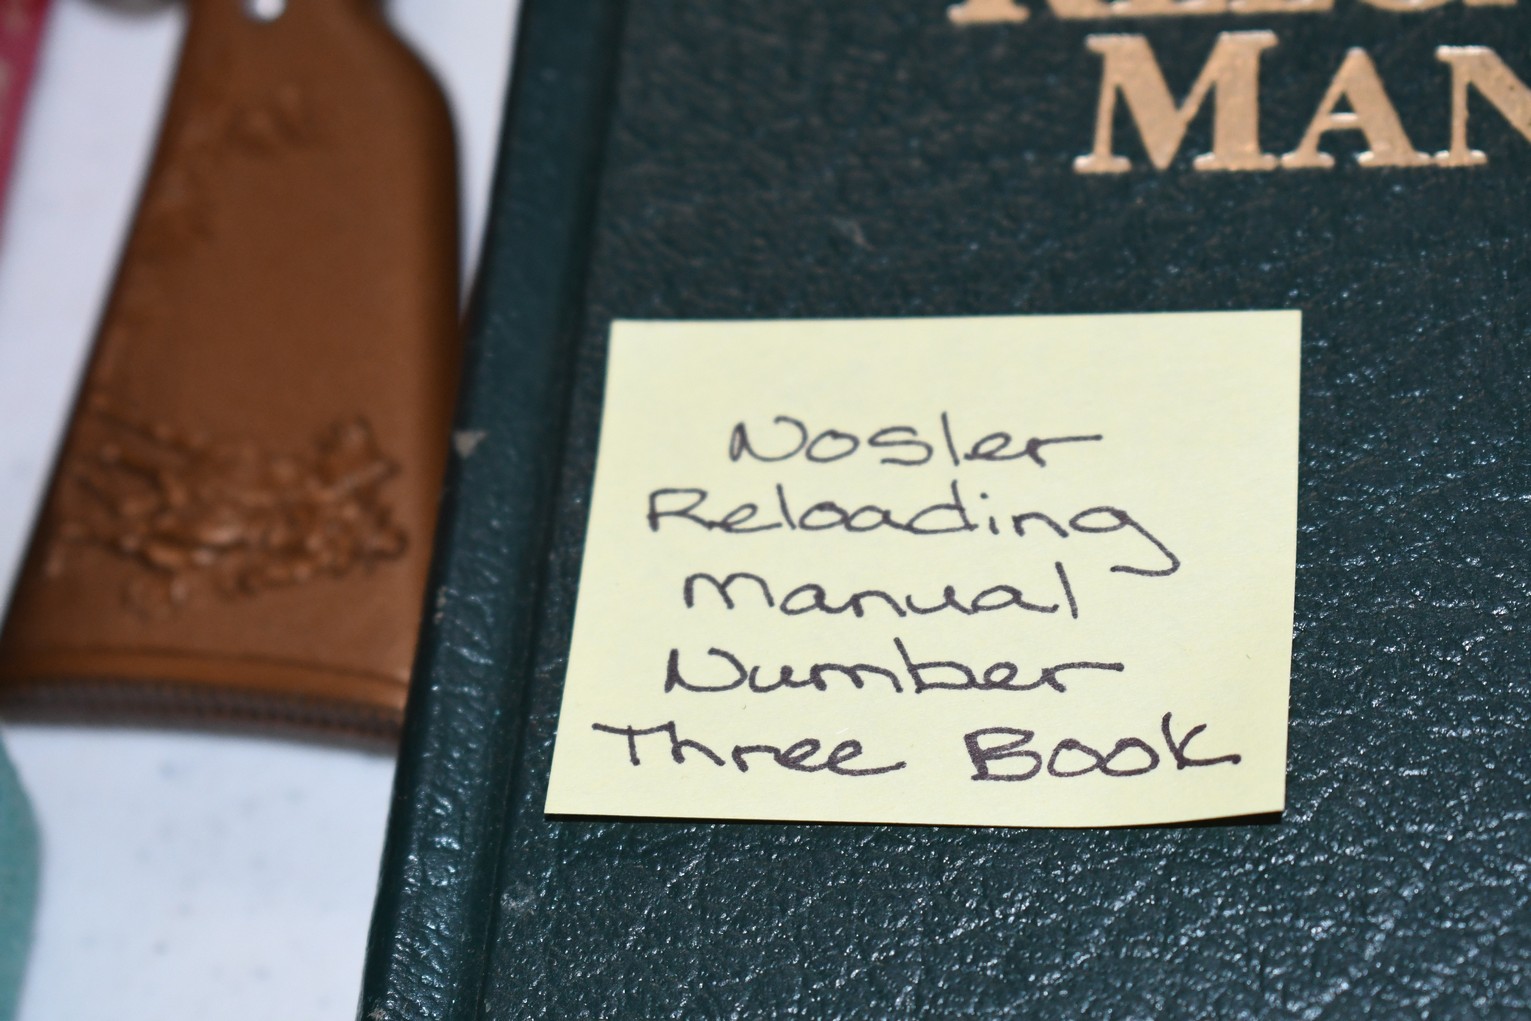 MAN
Nosler
Reloading
Manual
Number
Three Book